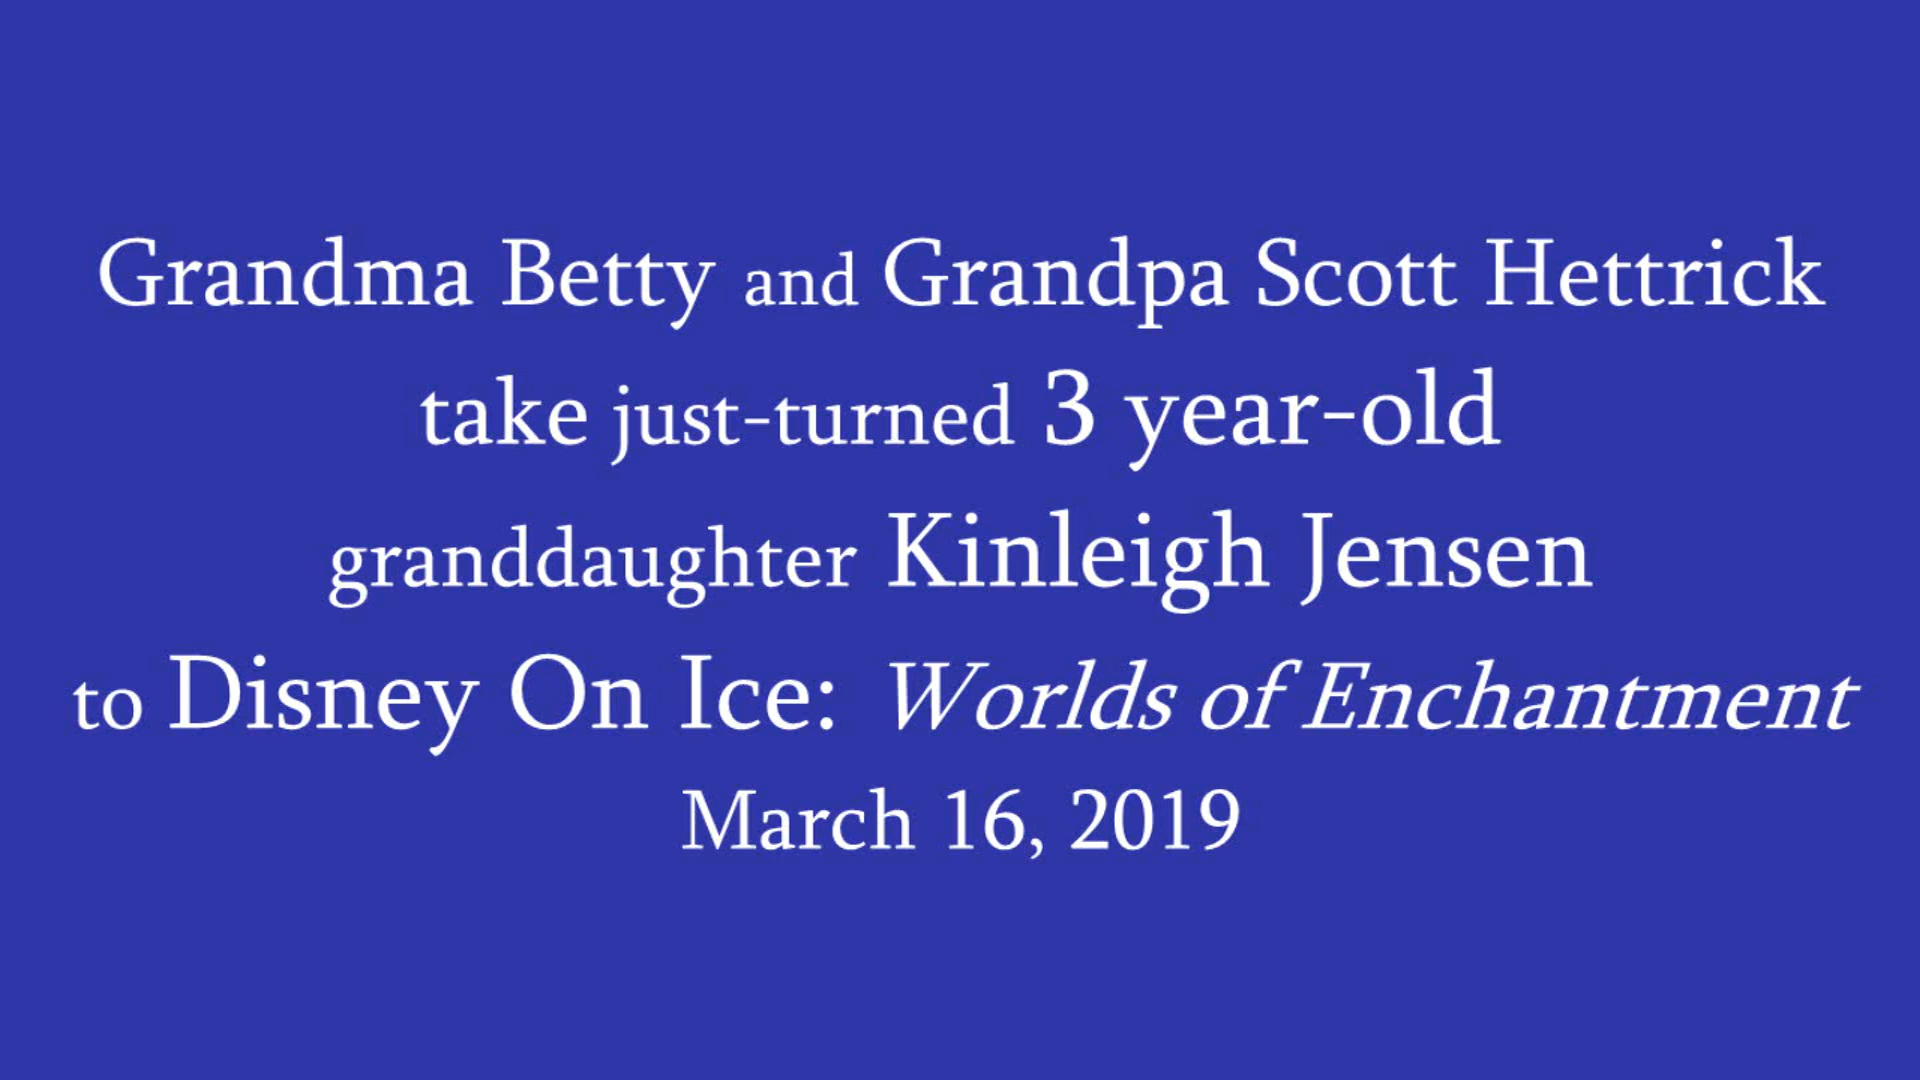 Grandma Betty and Grandpa Scott Hettrick
take just-turned 3 year-old
granddaughter Kinleigh Jensen
to Disney On Ice: Worlds of Enchantment
March 16, 2019